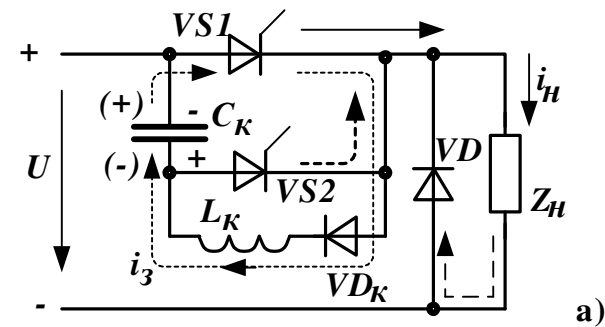 VS1
+
(+)
-
Cк
iн
(-)
+
VD
U
VS2
Zн
Lк
iз
VDк
-
а)